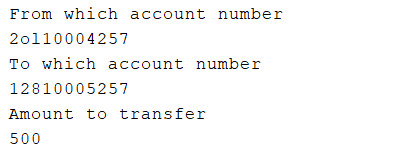 From which account number
2ol10004257
To which account number
12810005257
Amount to transfer
500